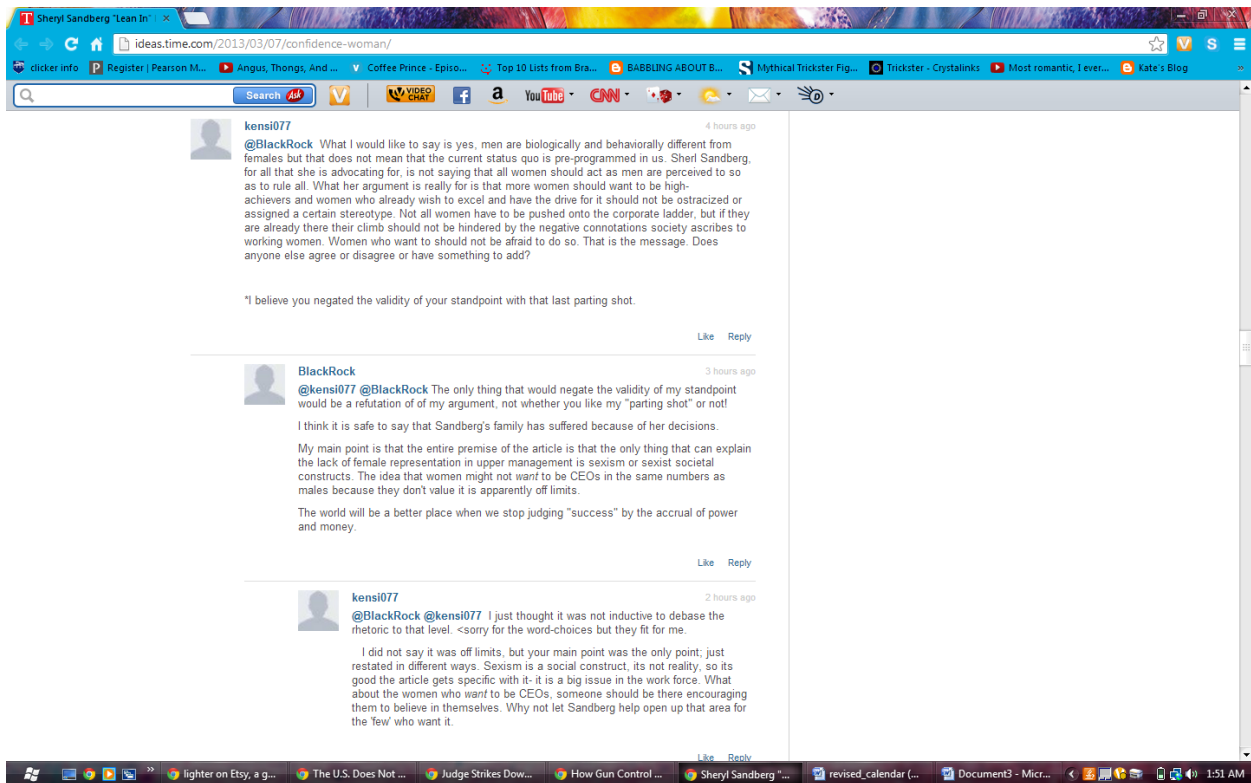 Sheryl Sandberg "Lean In"
ideas.time.com/2013/03/07/confidence-woman/
clicker info Register | Pearson M... Angus, Thongs, And ... Coffee Prince - Episo... Top 10 Lists from Bra... BABBLING ABOUT B... Mythical Trickster Fig... Trickster - Crystalinks Most romantic, I ever... Kate's Blog
Search Ask VIDEO CHAT YouTube CNN
kensi077 4 hours ago
@BlackRock What I would like to say is yes, men are biologically and behaviorally different from
females but that does not mean that the current status quo is pre-programmed in us. Sherl Sandberg,
for all that she is advocating for, is not saying that all women should act as men are perceived to so
as to rule all. What her argument is really for is that more women should want to be high-
achievers and women who already wish to excel and have the drive for it should not be ostracized or
assigned a certain stereotype. Not all women have to be pushed onto the corporate ladder, but if they
are already there their climb should not be hindered by the negative connotations society ascribes to
working women. Women who want to should not be afraid to do so. That is the message. Does
anyone else agree or disagree or have something to add?
*I believe you negated the validity of your standpoint with that last parting shot.
Like Reply
BlackRock 3 hours ago
@kensi077 @BlackRock The only thing that would negate the validity of my standpoint
would be a refutation of of my argument, not whether you like my "parting shot" or not!
I think it is safe to say that Sandberg's family has suffered because of her decisions.
My main point is that the entire premise of the article is that the only thing that can explain
the lack of female representation in upper management is sexism or sexist societal
constructs. The idea that women might not want to be CEOs in the same numbers as
males because they don't value it is apparently off limits.
The world will be a better place when we stop judging "success" by the accrual of power
and money.
Like Reply
kensi077 2 hours ago
@BlackRock @kensi077 I just thought it was not inductive to debase the
rhetoric to that level. <sorry for the word-choices but they fit for me.
I did not say it was off limits, but your main point was the only point; just
restated in different ways. Sexism is a social construct, its not reality, so its
good the article gets specific with it- it is a big issue in the work force. What
about the women who want to be CEOs, someone should be there encouraging
them to believe in themselves. Why not let Sandberg help open up that area for
the 'few' who want it.
Like Reply
lighter on Etsy, a g... The U.S. Does Not ... Judge Strikes Dow... How Gun Control ... Sheryl Sandberg "... revised_calendar (... Document3 - Micr... 1:51 AM